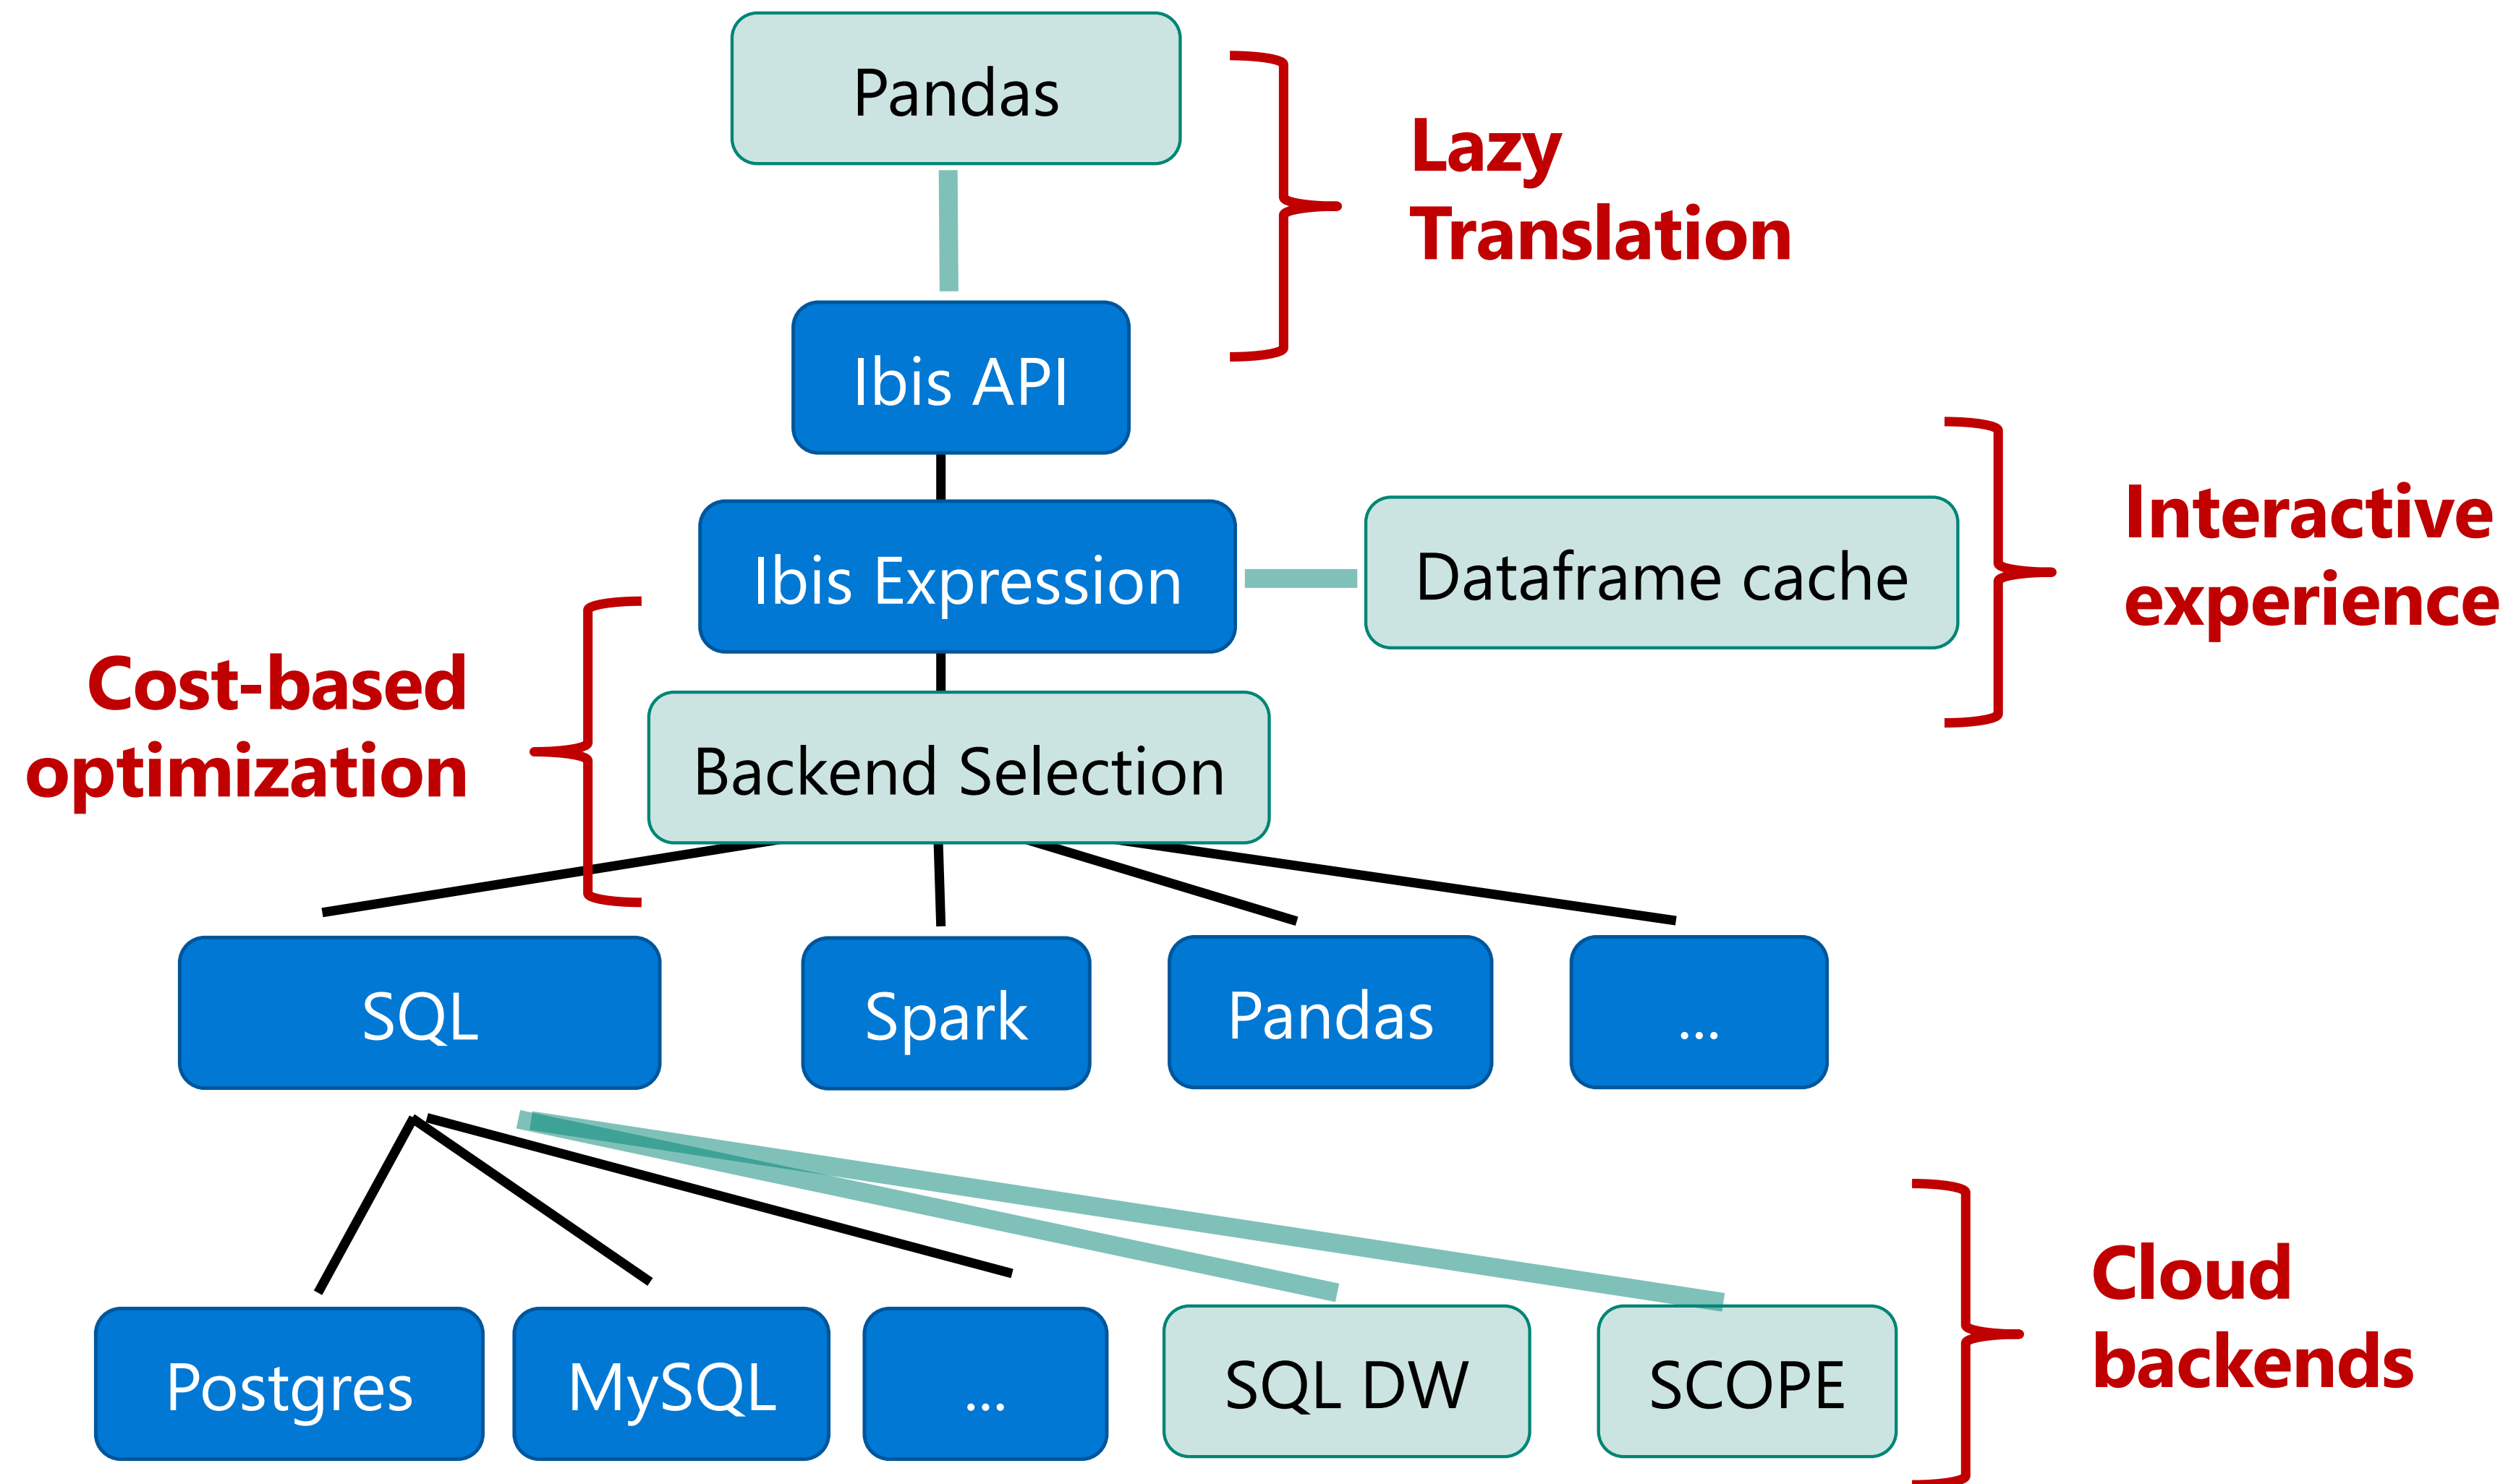 Pandas
Lazy
Translation
Ibis API
Interactive
experience
Ibis Expression
Dataframe cache
Cost-based
optimization
Backend Selection
SQL
Spark
Pandas
...
Cloud
backends
Postgres
MySQL
...
SQL DW
SCOPE